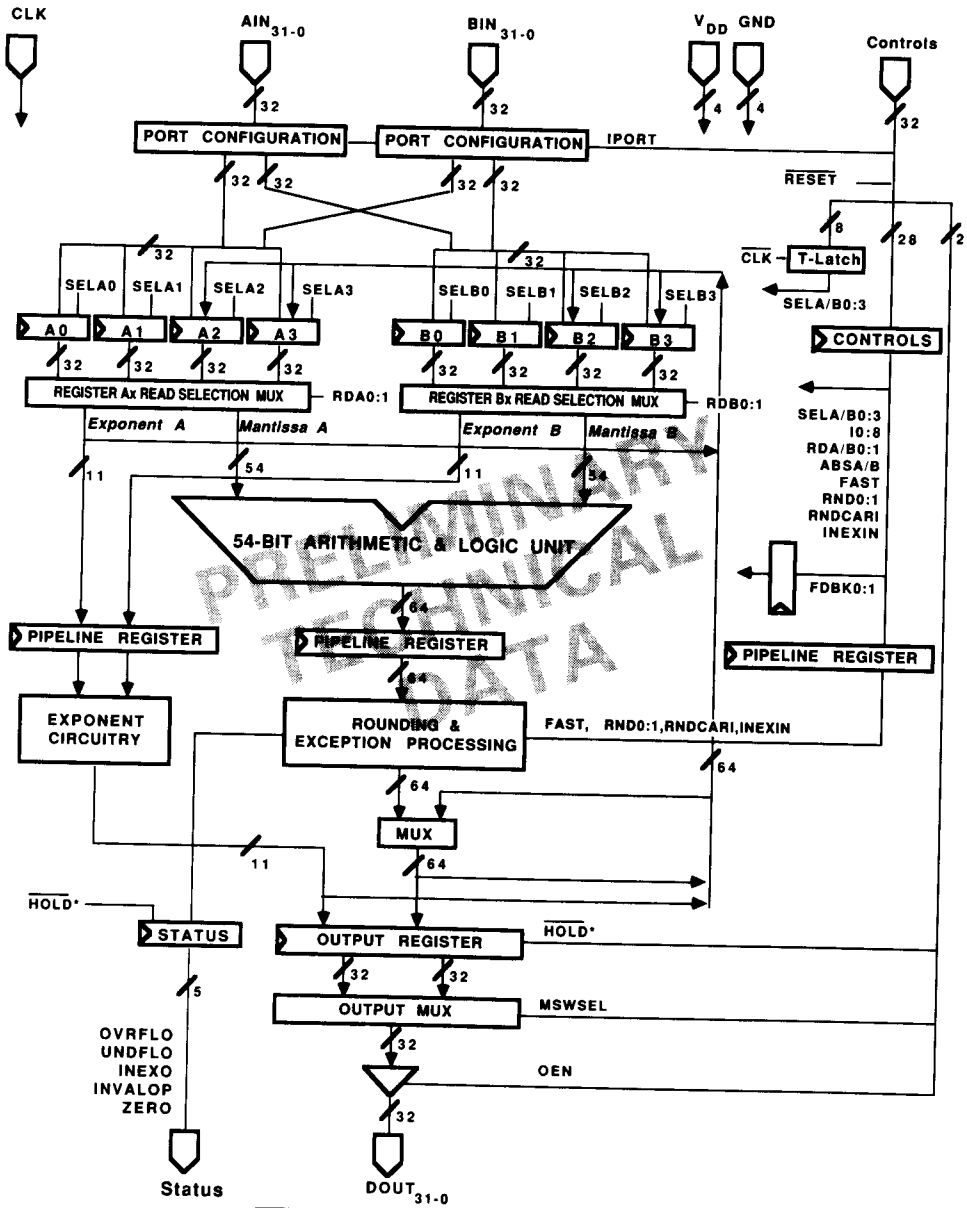 CLK
AIN31-0
BIN31-0
VDD GND
Controls
32
32
4
4
32
PORT CONFIGURATION
PORT CONFIGURATION
IPORT
32
32
32
32
RESET
8
28
2
32
32
CLK
T-Latch
SELA/B0:3
SELA0
SELA1
SELA2
SELA3
SELB0
SELB1
SELB2
SELB3
A0
A1
A2
A3
B0
B1
B2
B3
CONTROLS
32
32
32
32
32
32
32
32
REGISTER Ax READ SELECTION MUX
RDA0:1
REGISTER Bx READ SELECTION MUX
RDB0:1
Exponent A
Mantissa A
Exponent B
Mantissa B
11
54
11
54
SELA/B0:3
I0:8
RDA/B0:1
ABSA/B
FAST
RND0:1
RNDCARI
INEXIN
54-BIT ARITHMETIC & LOGIC UNIT
PRELIMINARY
TECHNICAL
DATA
64
FDBK0:1
PIPELINE REGISTER
PIPELINE REGISTER
PIPELINE REGISTER
64
EXPONENT
CIRCUITRY
ROUNDING &
EXCEPTION PROCESSING
FAST, RND0:1,RNDCARI,INEXIN
64
64
MUX
11
64
HOLD*
STATUS
OUTPUT REGISTER
HOLD*
32
32
5
OUTPUT MUX
MSWSEL
32
OVRFLO
UNDFLO
INEXO
INVALOP
ZERO
OEN
32
Status
DOUT31-0